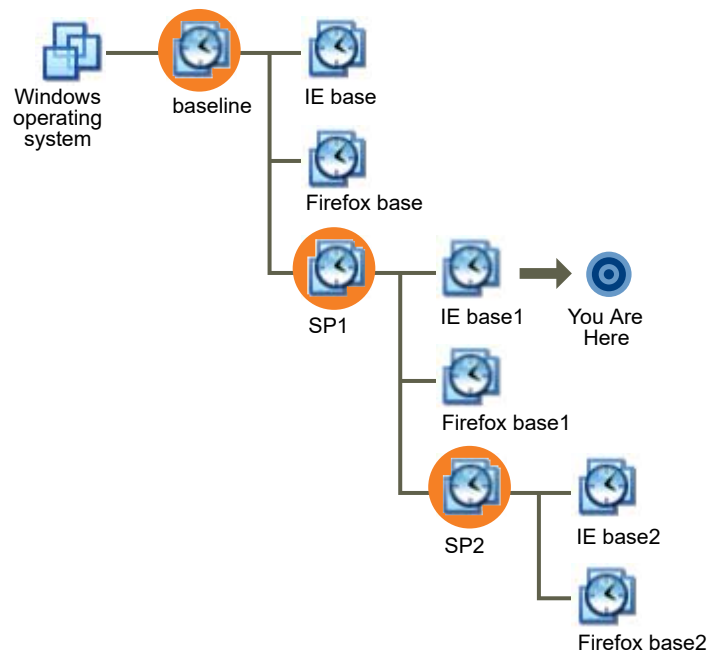 Windows
operating
system
baseline
IE base
Firefox base
SP1
IE base1
You Are
Here
Firefox base1
SP2
IE base2
Firefox base2